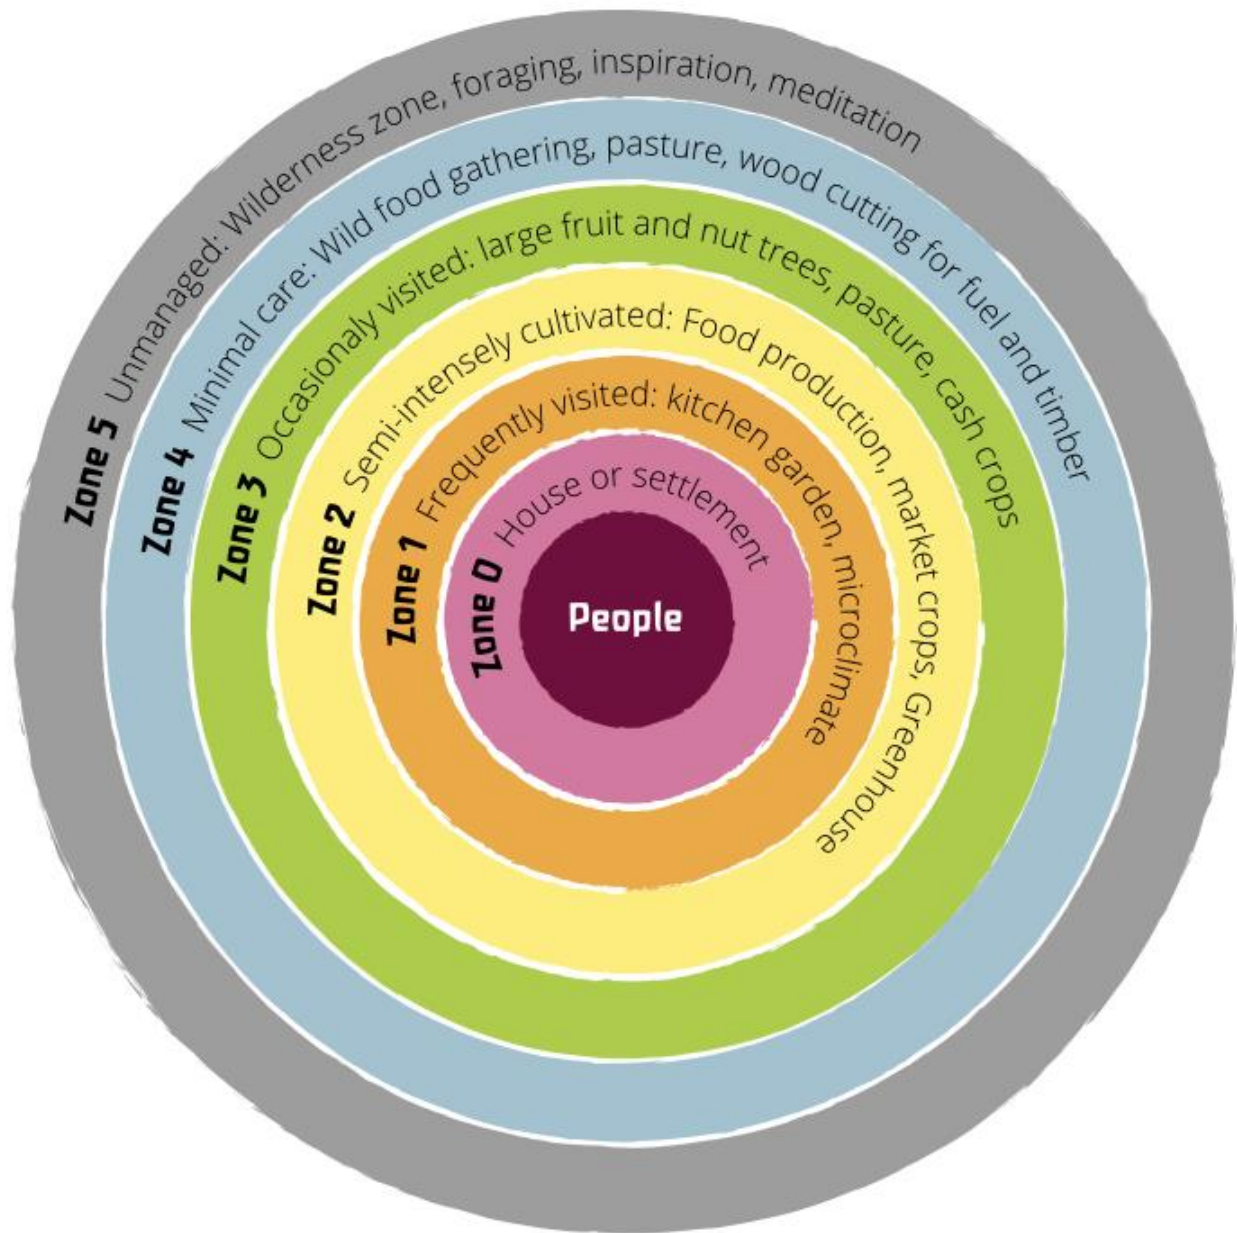 Zone 5 Unmanaged: Wilderness zone, foraging, inspiration, meditation
Zone 4 Minimal care: Wild food gathering, pasture, wood cutting for fuel and timber
Zone 3 Occasionaly visited: large fruit and nut trees, pasture, cash crops
Zone 2 Semi-intensely cultivated: Food production, market crops, Greenhouse
Zone 1 Frequently visited: kitchen garden, microclimate
Zone 0 House or settlement
People